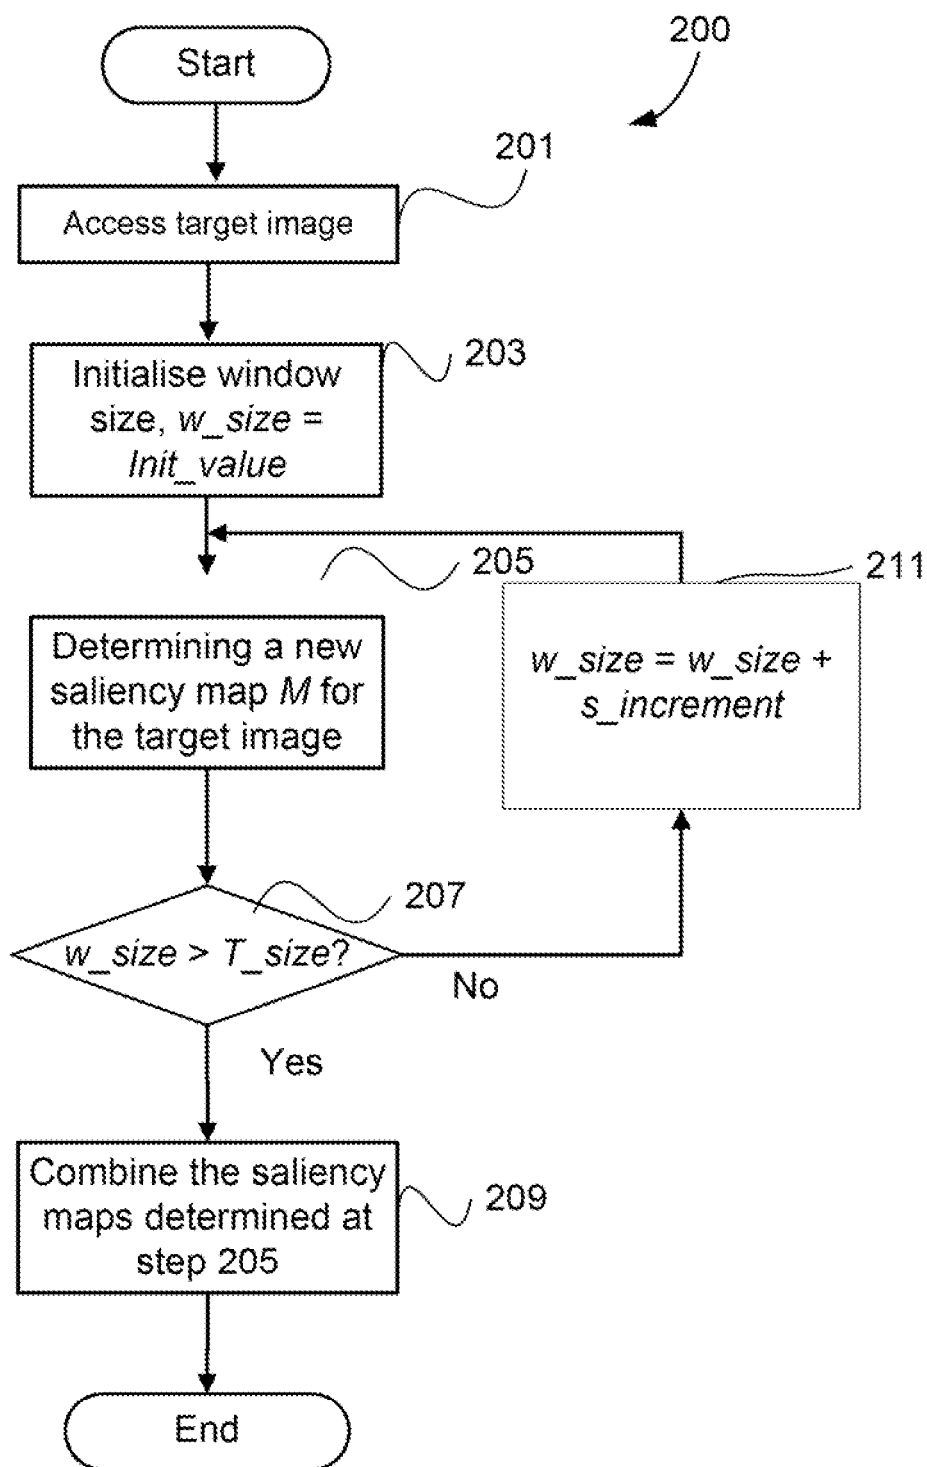 Start
200
201
Access target image
203
Initialise window
size, w_size =
Init_value
205
211
Determining a new
saliency map M for
the target image
w_size = w_size +
s_increment
207
w_size > T_size?
No
Yes
Combine the saliency
maps determined at
step 205
209
End